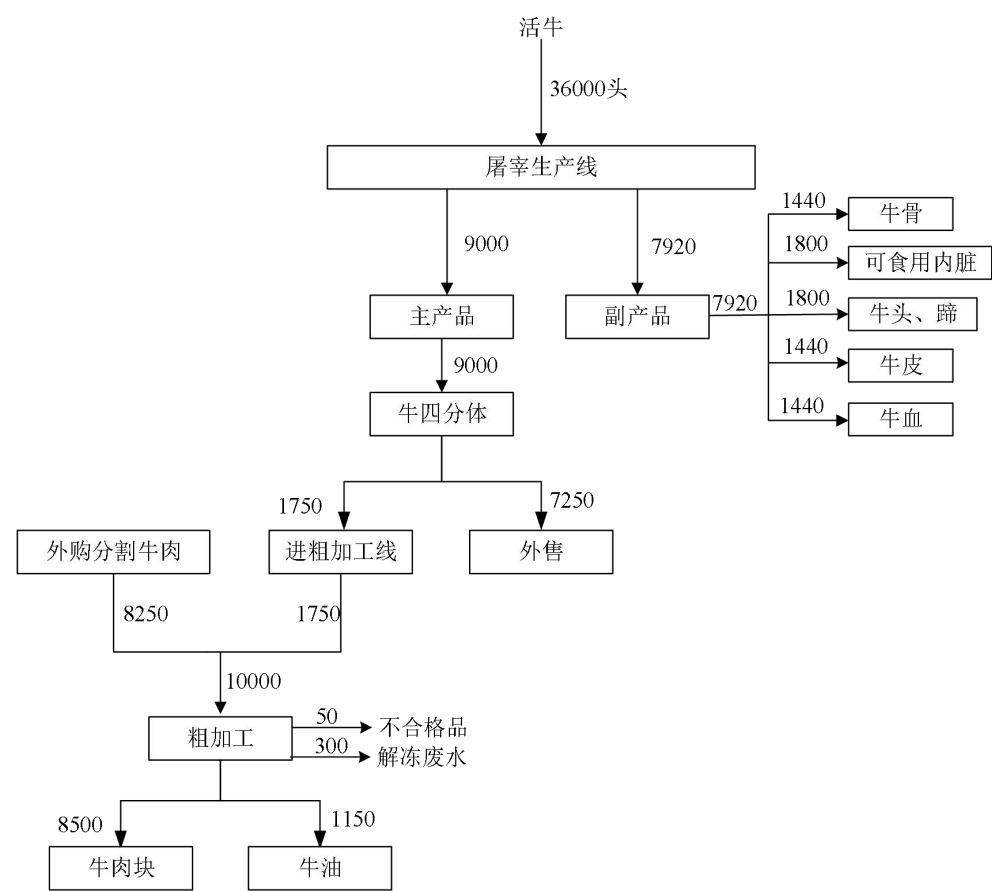 活牛
36000头
屠宰生产线
9000
7920
主产品
副产品
7920
1440
牛骨
1800
可食用内脏
1800
牛头、蹄
1440
牛皮
1440
牛血
9000
牛四分体
1750
7250
外购分割牛肉
进粗加工线
外售
8250
1750
10000
粗加工
50
不合格品
300
解冻废水
8500
1150
牛肉块
牛油